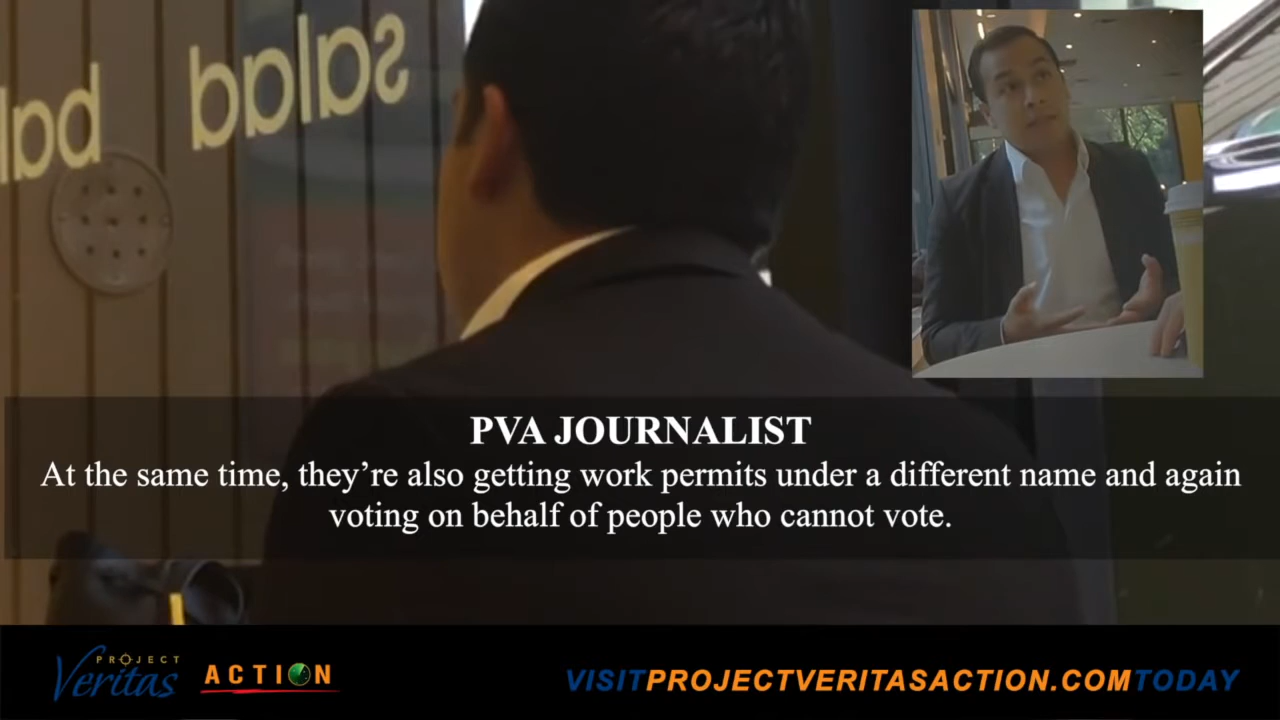 salad
PVA JOURNALIST
At the same time, they're also getting work permits under a different name and again
voting on behalf of people who cannot vote.
PROJECT
Veritas ACTION
VISITPROJECTVERITASACTION.COMTODAY